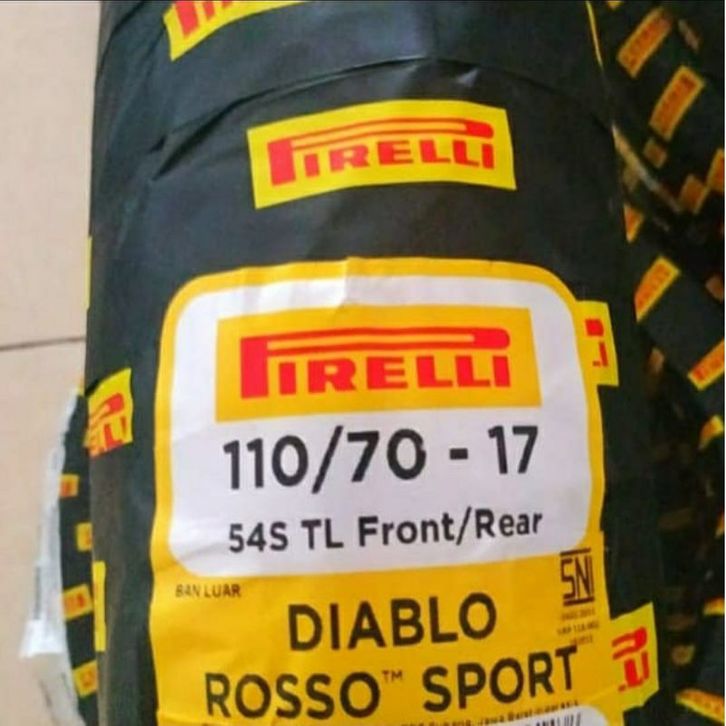 PIRELLI
PIRELLI
110/70 - 17
54S TL Front/Rear
BAN LUAR
SNI
DIABLO
ROSSO™ SPORT